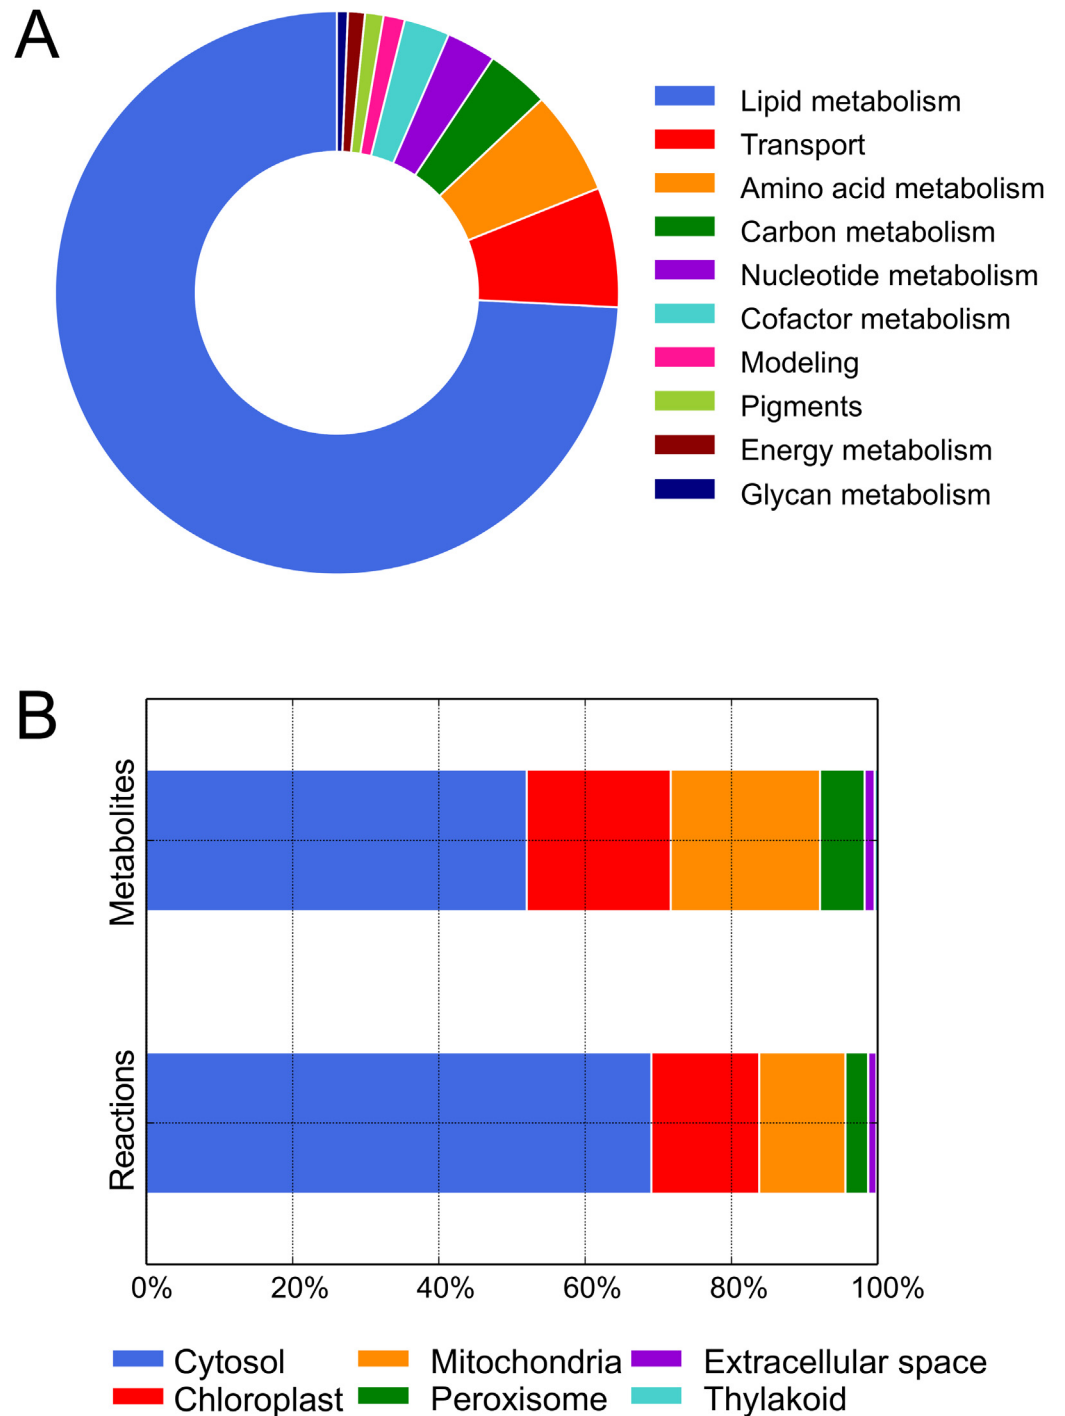 A
Lipid metabolism
Transport
Amino acid metabolism
Carbon metabolism
Nucleotide metabolism
Cofactor metabolism
Modeling
Pigments
Energy metabolism
Glycan metabolism
B
Metabolites
Reactions
0% 20% 40% 60% 80% 100%
Cytosol Mitochondria Extracellular space
Chloroplast Peroxisome Thylakoid